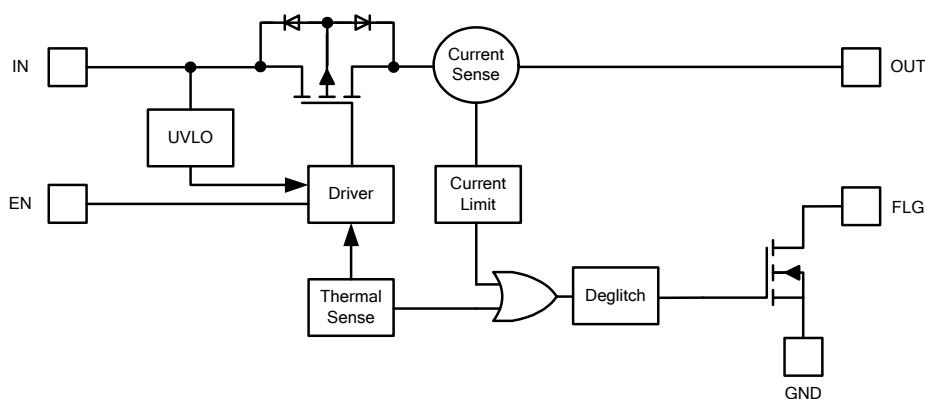 IN
Current
Sense
OUT
UVLO
EN
Driver
Current
Limit
FLG
Thermal
Sense
Deglitch
GND